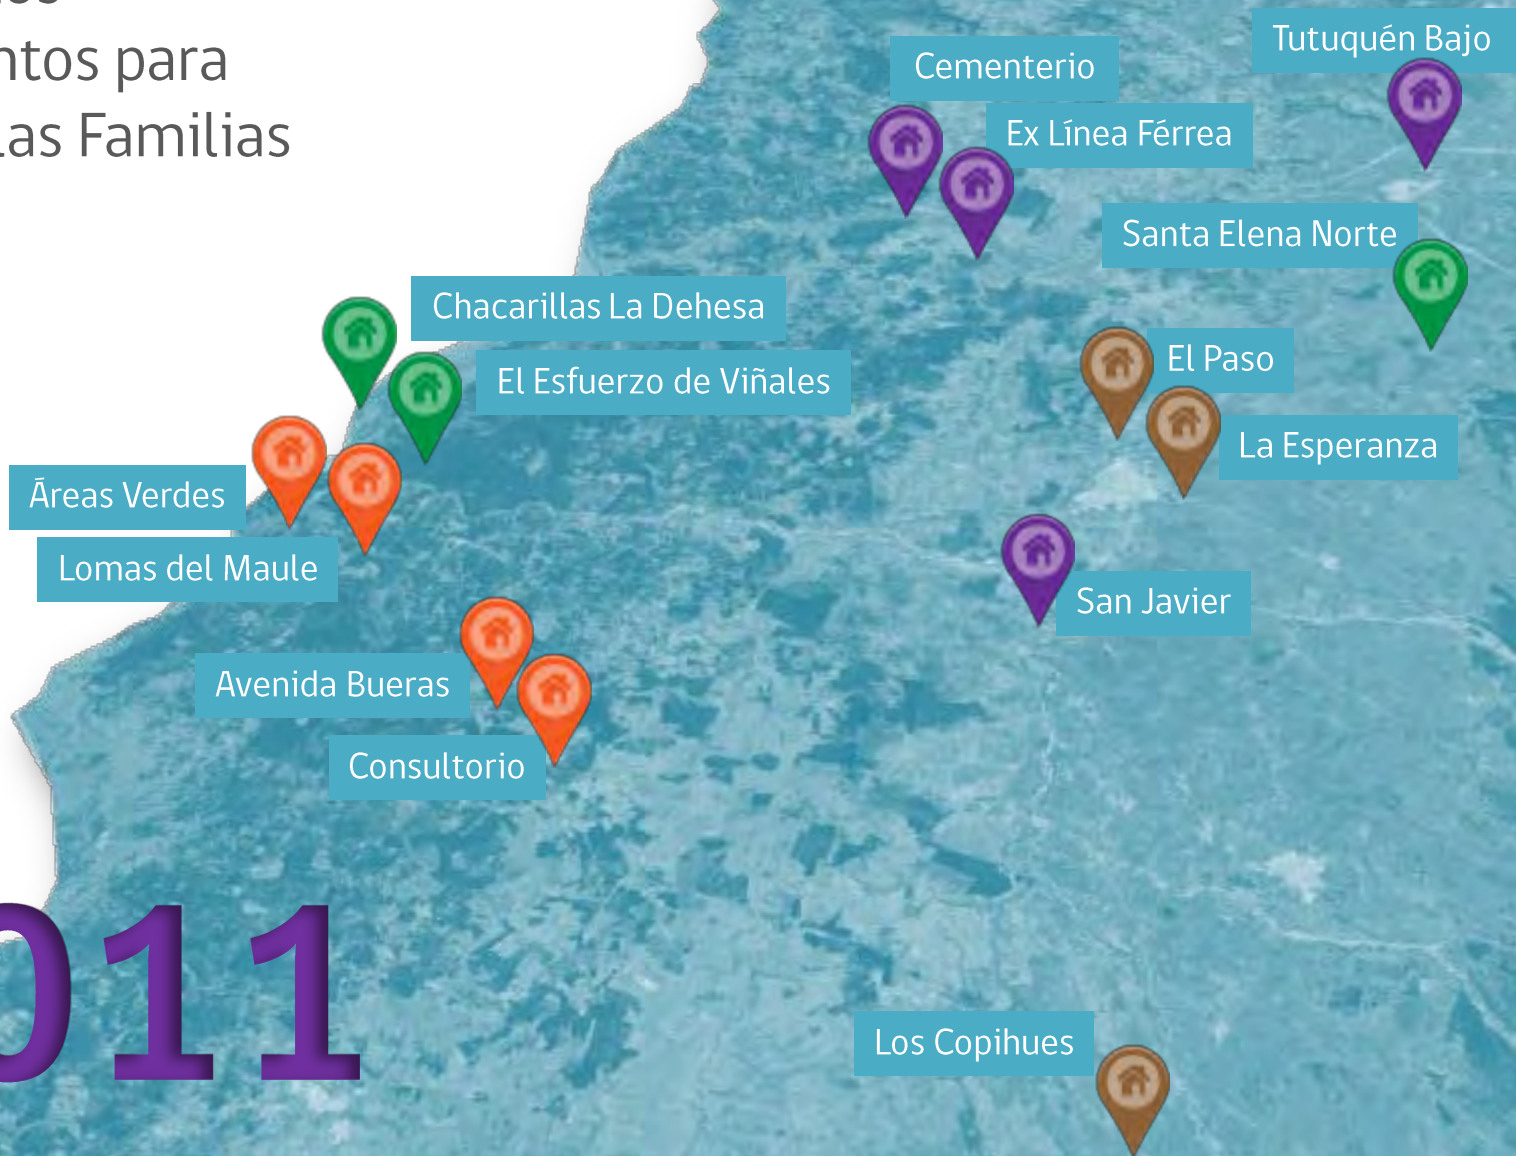 ntos para
las Familias
Tutuquén Bajo
Cementerio
Ex Línea Férrea
Santa Elena Norte
Chacarillas La Dehesa
El Esfuerzo de Viñales
El Paso
La Esperanza
Áreas Verdes
Lomas del Maule
San Javier
Avenida Bueras
Consultorio
011
Los Copihues